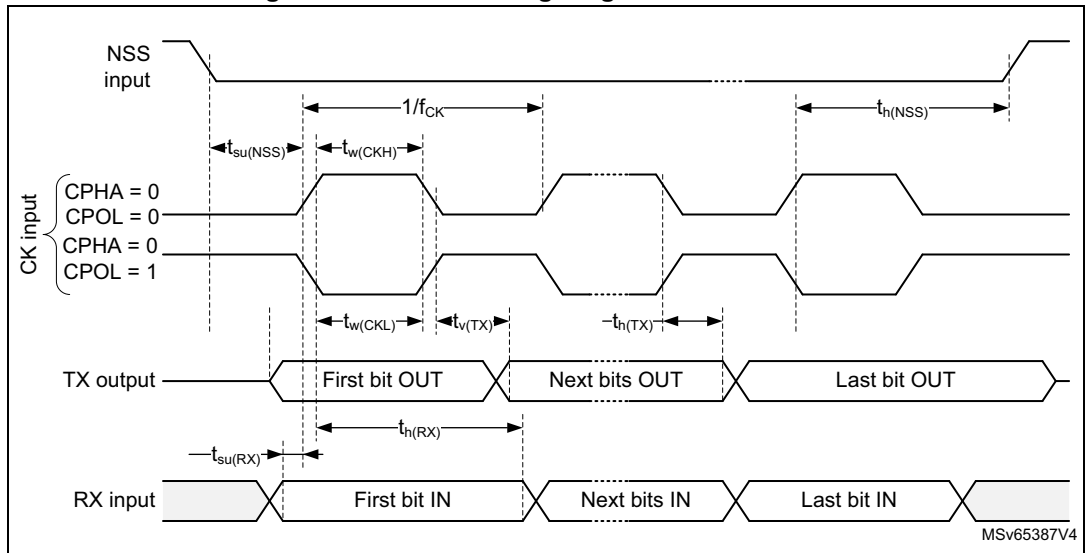 NSS
input
1/fCK
th(NSS)
tsu(NSS)
tw(CKH)
CK input
CPHA = 0
CPOL = 0
CPHA = 0
CPOL = 1
tw(CKL)
tv(TX)
th(TX)
TX output
First bit OUT
Next bits OUT
Last bit OUT
th(RX)
tsu(RX)
RX input
First bit IN
Next bits IN
Last bit IN
MSv65387V4